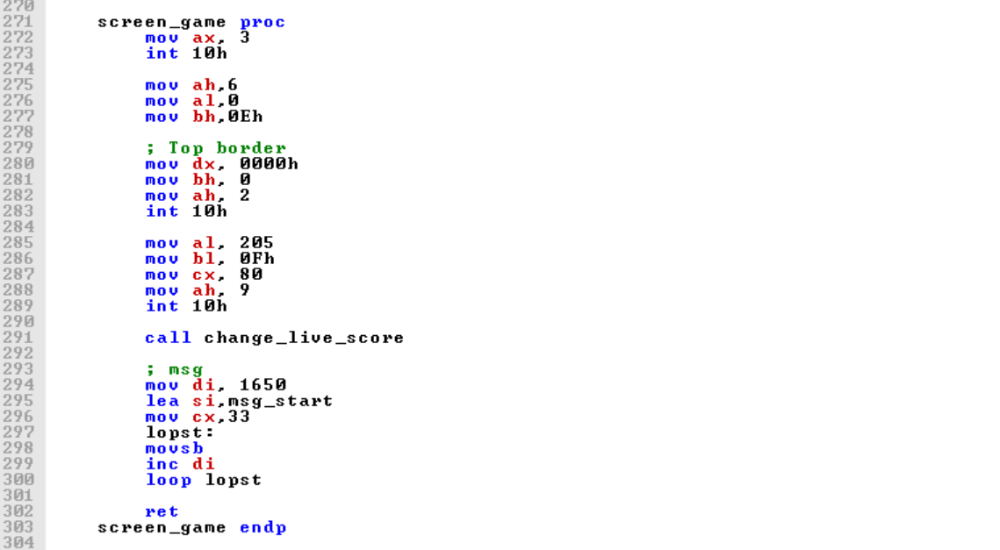 270
271 screen_game proc
272 mov ax, 3
273 int 10h
274
275 mov ah,6
276 mov al,0
277 mov bh,0Eh
278
279 ; Top border
280 mov dx, 0000h
281 mov bh, 0
282 mov ah, 2
283 int 10h
284
285 mov al, 205
286 mov bl, 0Fh
287 mov cx, 80
288 mov ah, 9
289 int 10h
290
291 call change_live_score
292
293 ; msg
294 mov di, 1650
295 lea si,msg_start
296 mov cx,33
297 lopst:
298 movsb
299 inc di
300 loop lopst
301
302 ret
303 screen_game endp
304